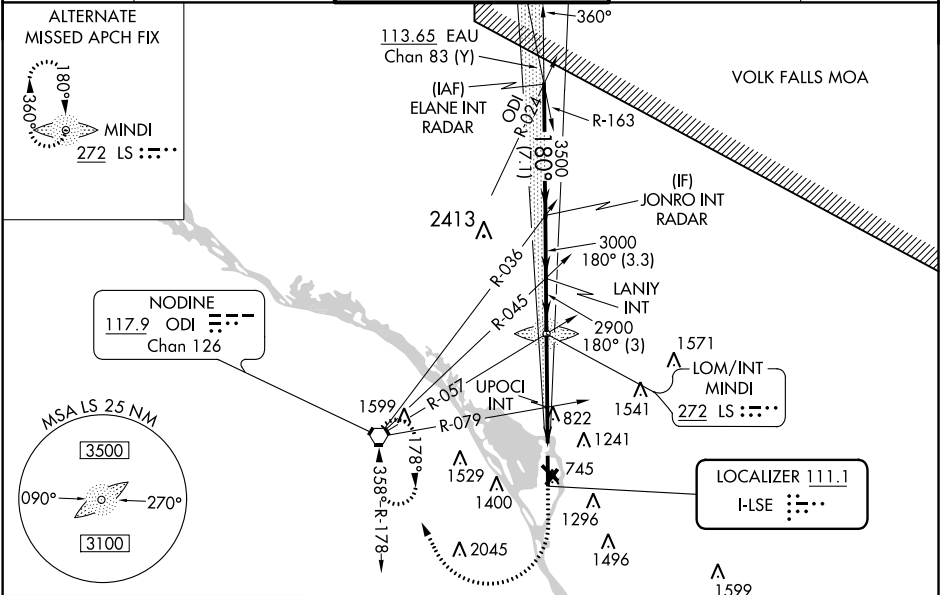 ALTERNATE
MISSED APCH FIX
180°
360°
MINDI
272 LS
360°
113.65 EAU
Chan 83 (Y)
(IAF)
ELANE INT
RADAR
VOLK FALLS MOA
ODI
R-024
R-163
3500
180°
(7.1)
(IF)
JONRO INT
RADAR
2413
3000
180° (3.3)
R-036
LANIY
INT
R-045
NODINE
117.9 ODI
Chan 126
2900
180° (3)
1571
LOM/INT
MINDI
272 LS
1541
R-057
UPOCI
INT
1599
822
R-079
1241
178°
MSA LS 25 NM
3500
090°
270°
3100
358°
R-178
1529
1400
745
LOCALIZER 111.1
I-LSE
1296
1496
2045
1599